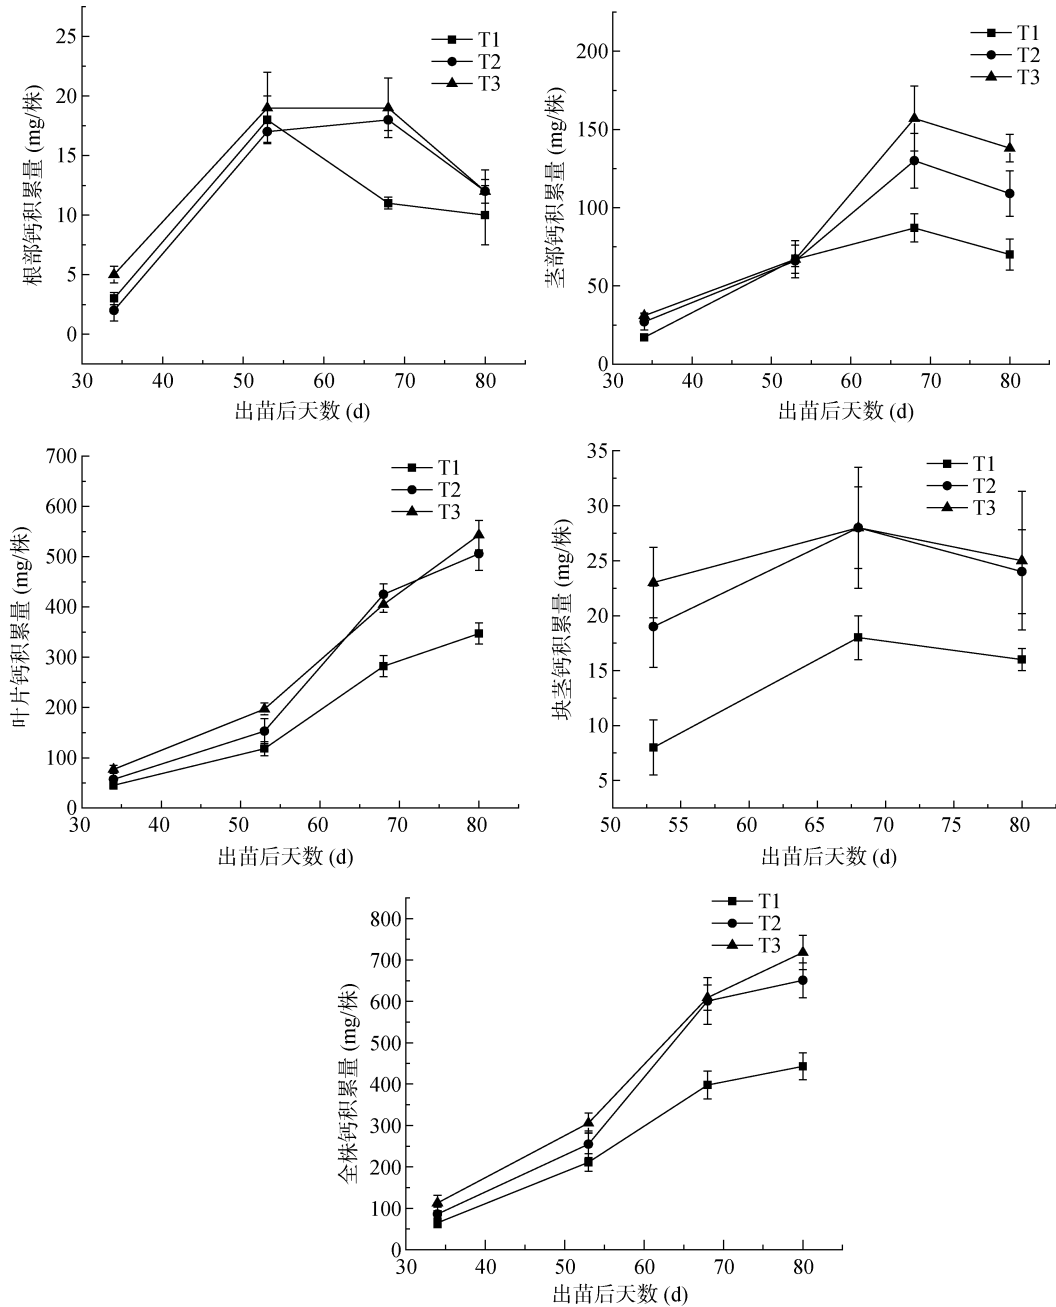 根部钙积累量 (mg/株)
25
20
15
10
5
0
T1
T2
T3
30 40 50 60 70 80
出苗后天数 (d)
茎部钙积累量 (mg/株)
200
150
100
50
0
T1
T2
T3
30 40 50 60 70 80
出苗后天数 (d)
叶片钙积累量 (mg/株)
700
600
500
400
300
200
100
0
T1
T2
T3
30 40 50 60 70 80
出苗后天数 (d)
块茎钙积累量 (mg/株)
35
30
25
20
15
10
5
T1
T2
T3
50 55 60 65 70 75 80
出苗后天数 (d)
全株钙积累量 (mg/株)
800
700
600
500
400
300
200
100
0
T1
T2
T3
30 40 50 60 70 80
出苗后天数 (d)